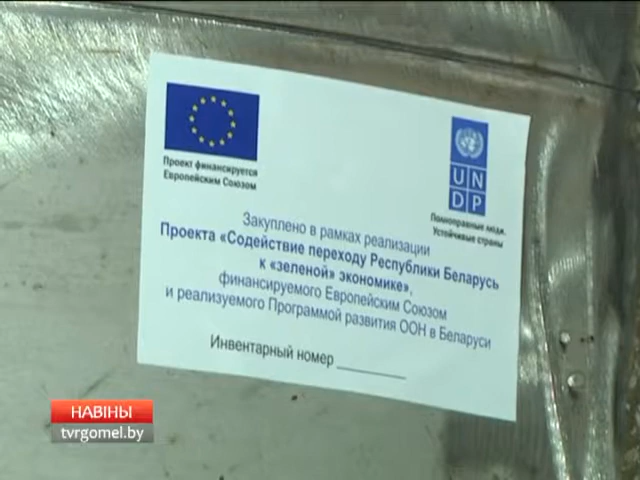 Проект финансируется
Европейским Союзом
U N
D P
Полноправные люди.
Устойчивые страны
Закуплено в рамках реализации
Проекта «Содействие переходу Республики Беларусь
к «зеленой» экономике»,
финансируемого Европейским Союзом
и реализуемого Программой развития ООН в Беларуси
Инвентарный номер __________
НАВІНЫ
tvrgomel.by